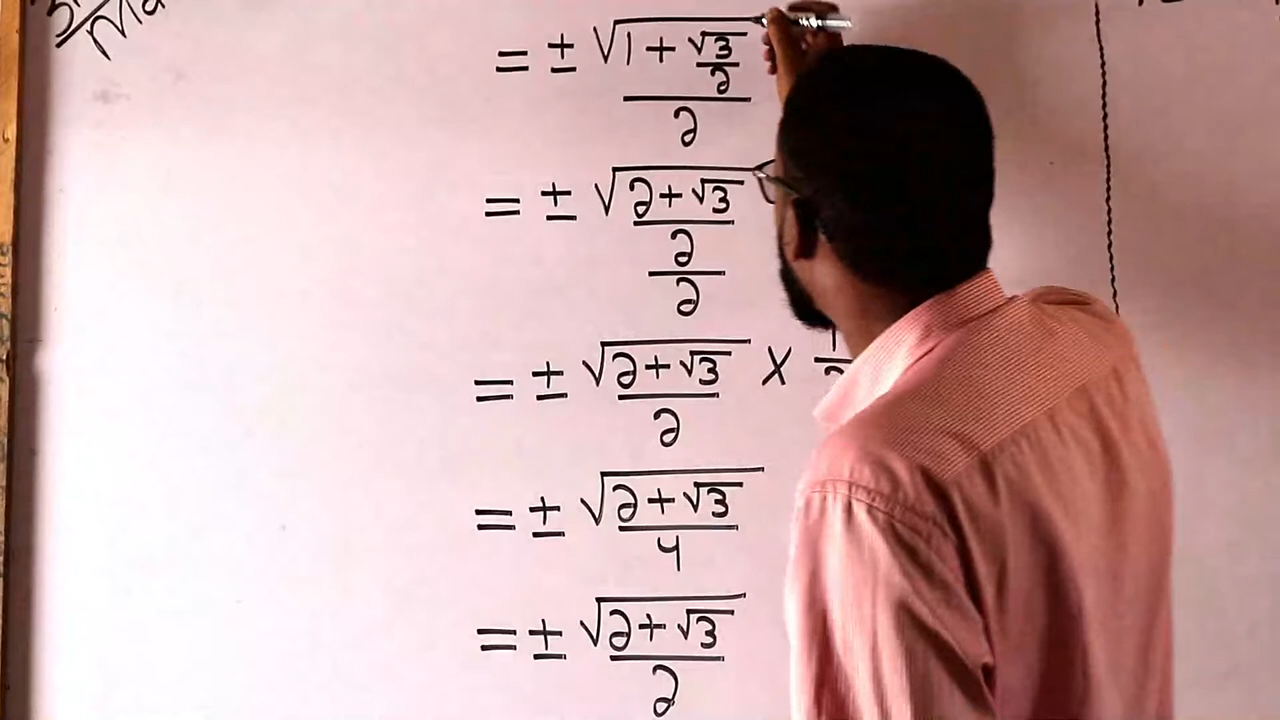 = ± √(1 + √3/2)/2
= ± √((2 + √3)/2)/2
= ± √(2 + √3)/2 ×
= ± √(2 + √3)/4
= ± √(2 + √3)/2